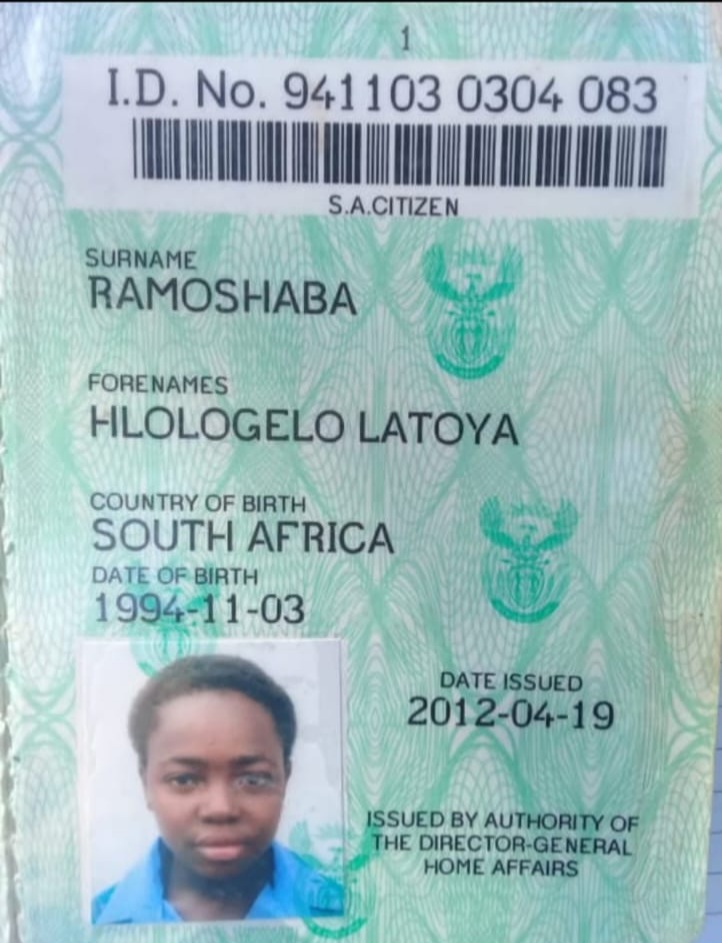 1
I.D. No. 941103 0304 083
S.A.CITIZEN
SURNAME
RAMOSHABA
FORENAMES
HLOLOGELO LATOYA
COUNTRY OF BIRTH
SOUTH AFRICA
DATE OF BIRTH
1994-11-03
DATE ISSUED
2012-04-19
ISSUED BY AUTHORITY OF
THE DIRECTOR-GENERAL
HOME AFFAIRS